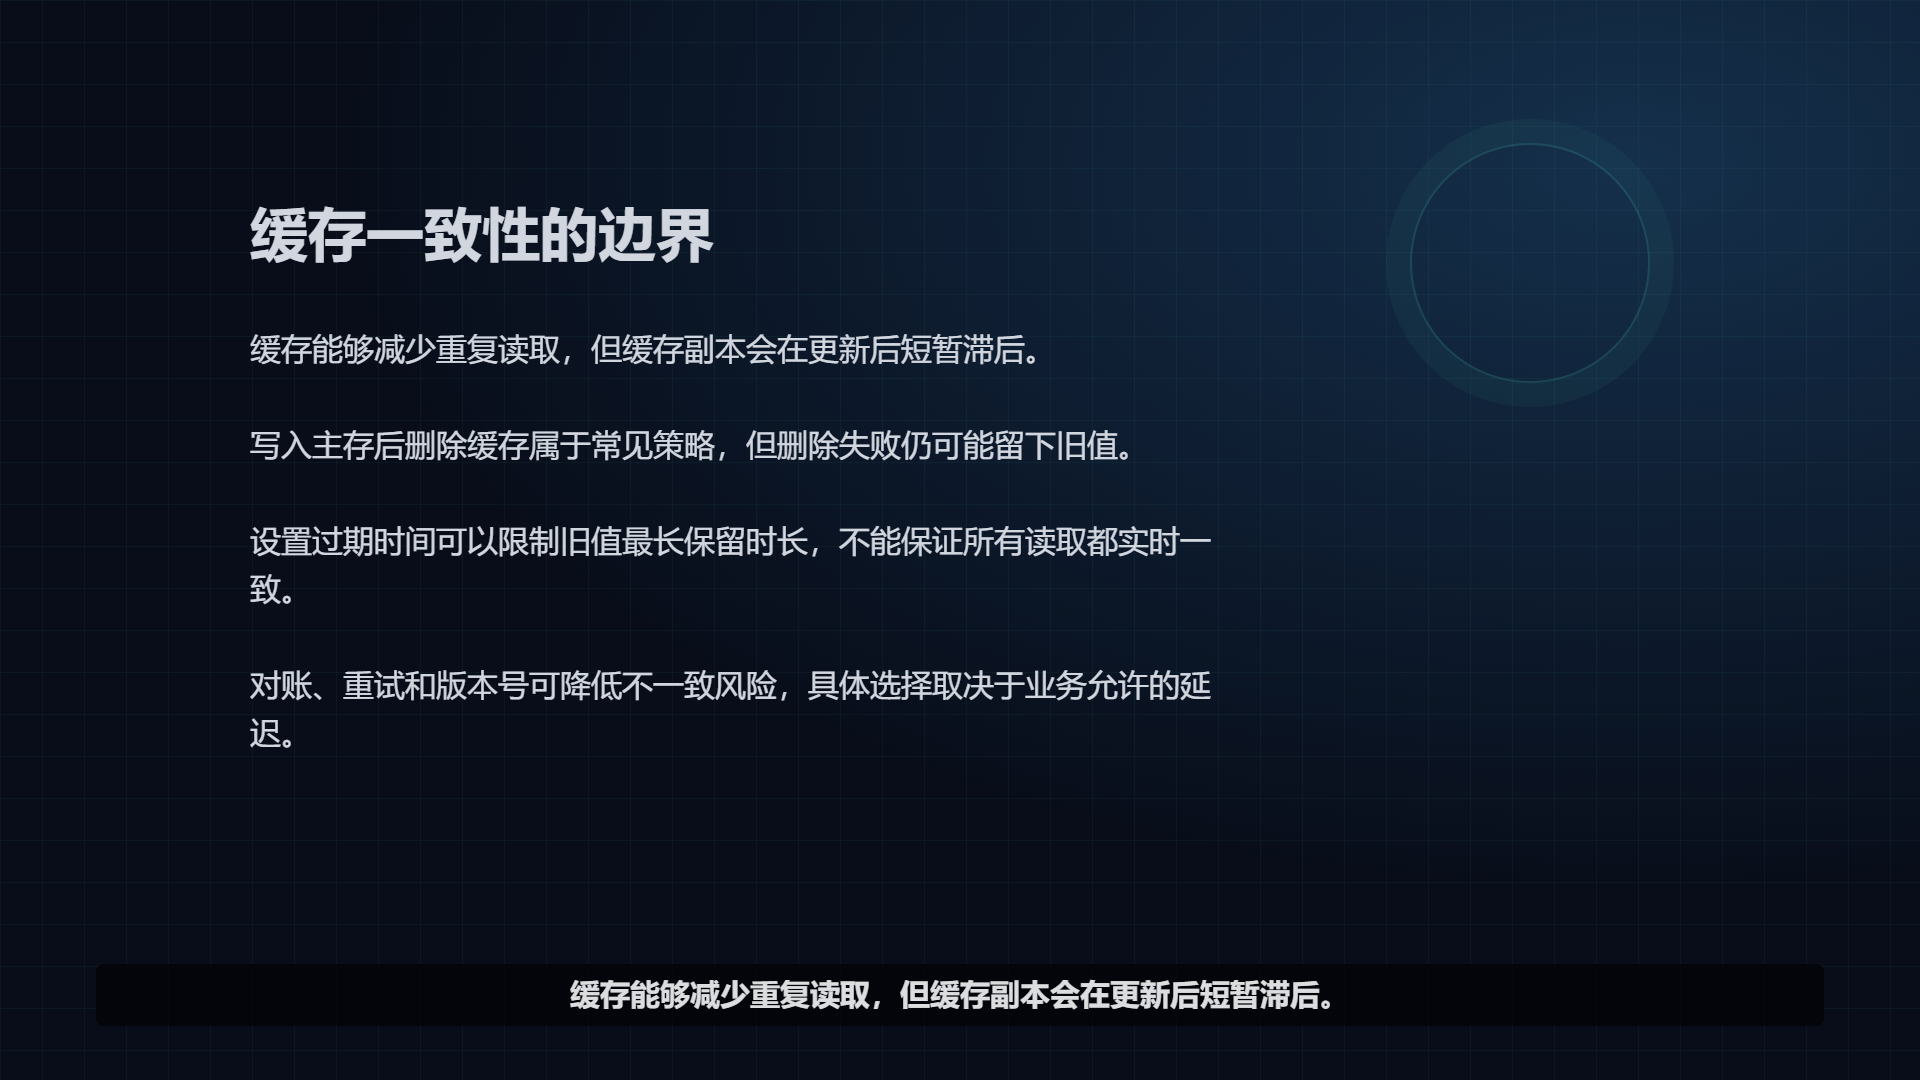 缓存一致性的边界
缓存能够减少重复读取，但缓存副本会在更新后短暂滞后。
写入主存后删除缓存属于常见策略，但删除失败仍可能留下旧值。
设置过期时间可以限制旧值最长保留时长，不能保证所有读取都实时一
致。
对账、重试和版本号可降低不一致风险，具体选择取决于业务允许的延
迟。
缓存能够减少重复读取，但缓存副本会在更新后短暂滞后。